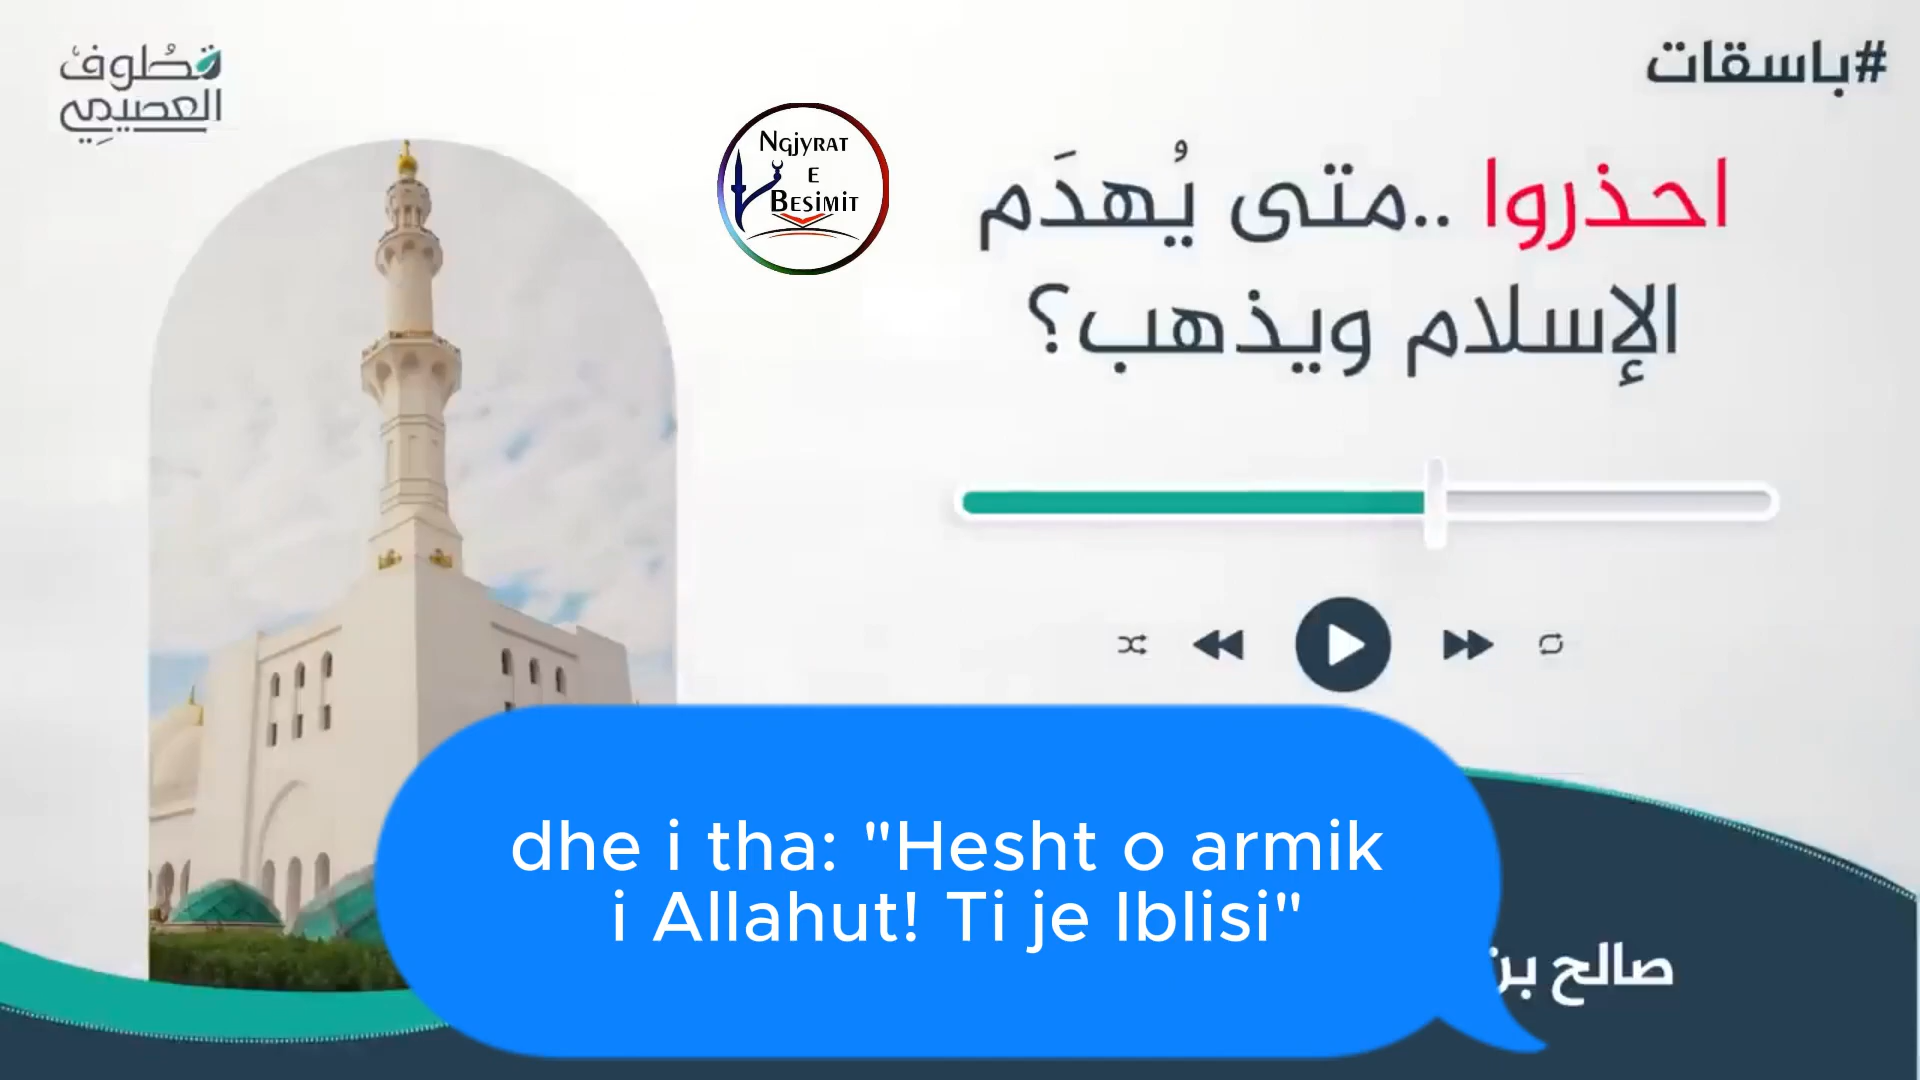 #باسقات
قطوف
العصيمي
Ngjyrat
e
Besimit
احذروا ..متى يُهدَم
الإسلام ويذهب؟
dhe i tha: "Hesht o armik
i Allahut! Ti je Iblisi"
صالح بن